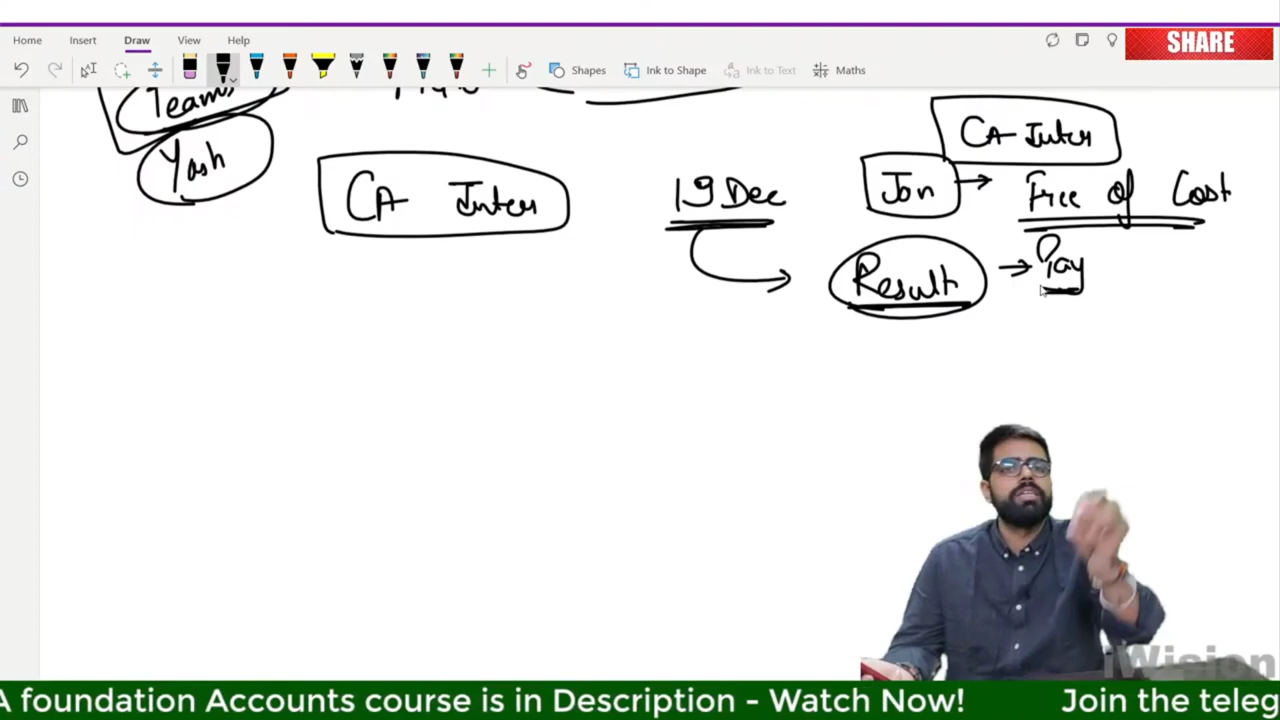 Home Insert Draw View Help SHARE
Shapes Ink to Shape Ink to Text Maths
Teams
Yash
CA Inter
19 Dec
CA Inter
Jan → Free of Cost
Result → Pay
iWision
A foundation Accounts course is in Description - Watch Now! Join the teleg